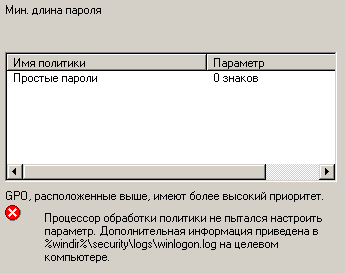 Мин. длина пароля
Имя политики Параметр
Простые пароли 0 знаков
GPO, расположенные выше, имеют более высокий приоритет.
Процессор обработки политики не пытался настроить
параметр. Дополнительная информация приведена в
%windir%\security\logs\winlogon.log на целевом
компьютере.